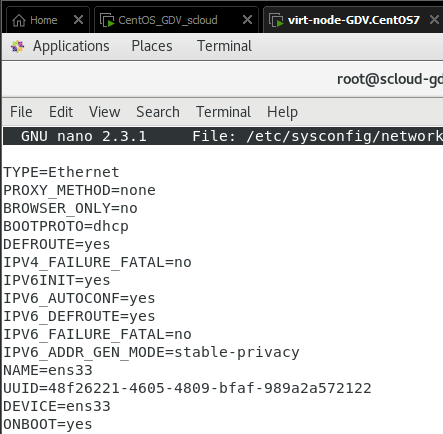 Home CentOS_GDV_scloud virt-node-GDV.CentOS7
Applications Places Terminal
root@scloud-gd
File Edit View Search Terminal Help
GNU nano 2.3.1 File: /etc/sysconfig/network
TYPE=Ethernet
PROXY_METHOD=none
BROWSER_ONLY=no
BOOTPROTO=dhcp
DEFROUTE=yes
IPV4_FAILURE_FATAL=no
IPV6INIT=yes
IPV6_AUTOCONF=yes
IPV6_DEFROUTE=yes
IPV6_FAILURE_FATAL=no
IPV6_ADDR_GEN_MODE=stable-privacy
NAME=ens33
UUID=48f26221-4605-4809-bfaf-989a2a572122
DEVICE=ens33
ONBOOT=yes